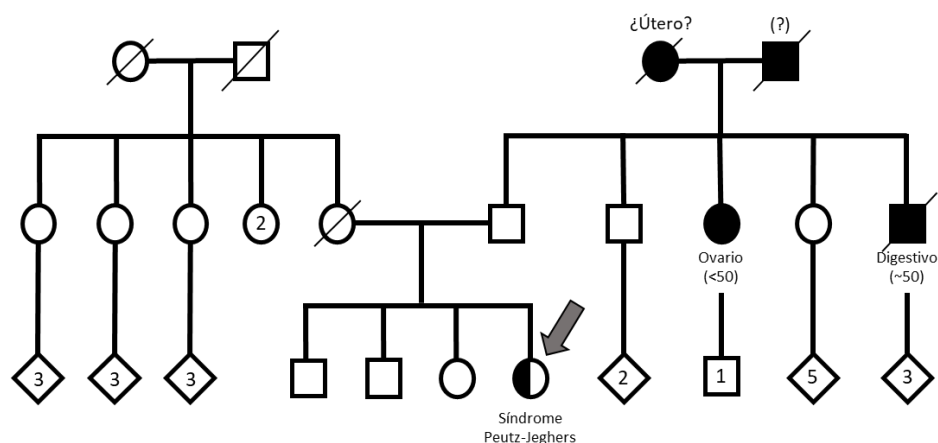 ¿Útero?
(?)
2
Ovario
(<50)
Digestivo
(~50)
3
3
3
2
1
5
3
Síndrome
Peutz-Jeghers